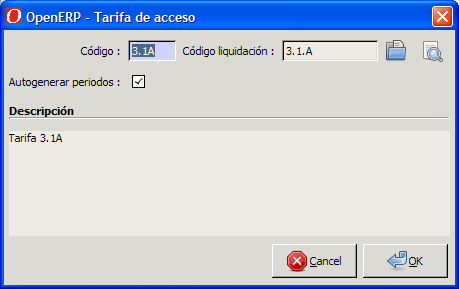 OpenERP - Tarifa de acceso
Código : 3.1A Código liquidación : 3.1.A
Autogenerar periodos :
Descripción
Tarifa 3.1A
Cancel OK